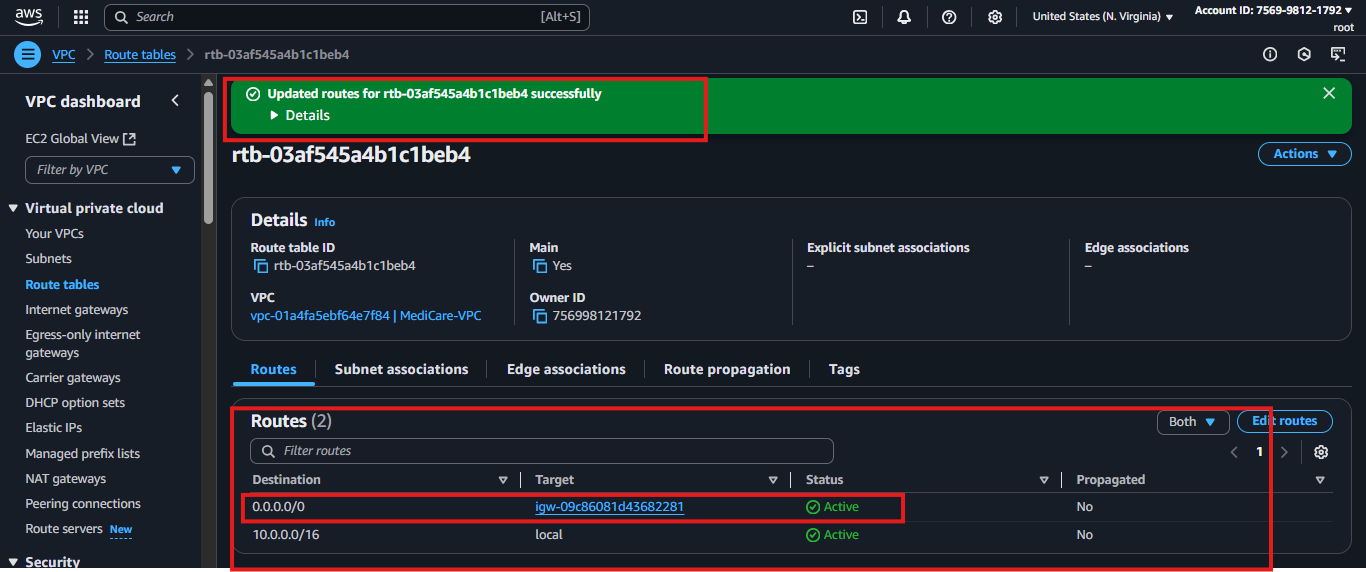 aws
Search [Alt+S]
United States (N. Virginia)
Account ID: 7569-9812-1792
root
VPC > Route tables > rtb-03af545a4b1c1beb4
VPC dashboard
EC2 Global View
Filter by VPC
Virtual private cloud
Your VPCs
Subnets
Route tables
Internet gateways
Egress-only internet
gateways
Carrier gateways
DHCP option sets
Elastic IPs
Managed prefix lists
NAT gateways
Peering connections
Route servers New
Security
Updated routes for rtb-03af545a4b1c1beb4 successfully
Details
rtb-03af545a4b1c1beb4
Actions
Details Info
Route table ID
rtb-03af545a4b1c1beb4
Main
Yes
Explicit subnet associations
–
Edge associations
–
VPC
vpc-01a4fa5ebf64e7f84 | MediCare-VPC
Owner ID
756998121792
Routes Subnet associations Edge associations Route propagation Tags
Routes (2)
Both
Edit routes
Filter routes
1
Destination Target Status Propagated
0.0.0.0/0 igw-09c86081d43682281 Active No
10.0.0.0/16 local Active No